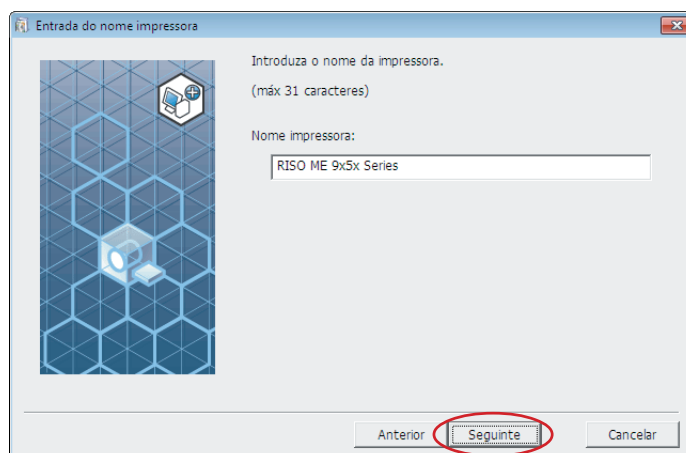 Entrada do nome impressora
Introduza o nome da impressora.
(máx 31 caracteres)
Nome impressora:
RISO ME 9x5x Series
Anterior
Seguinte
Cancelar